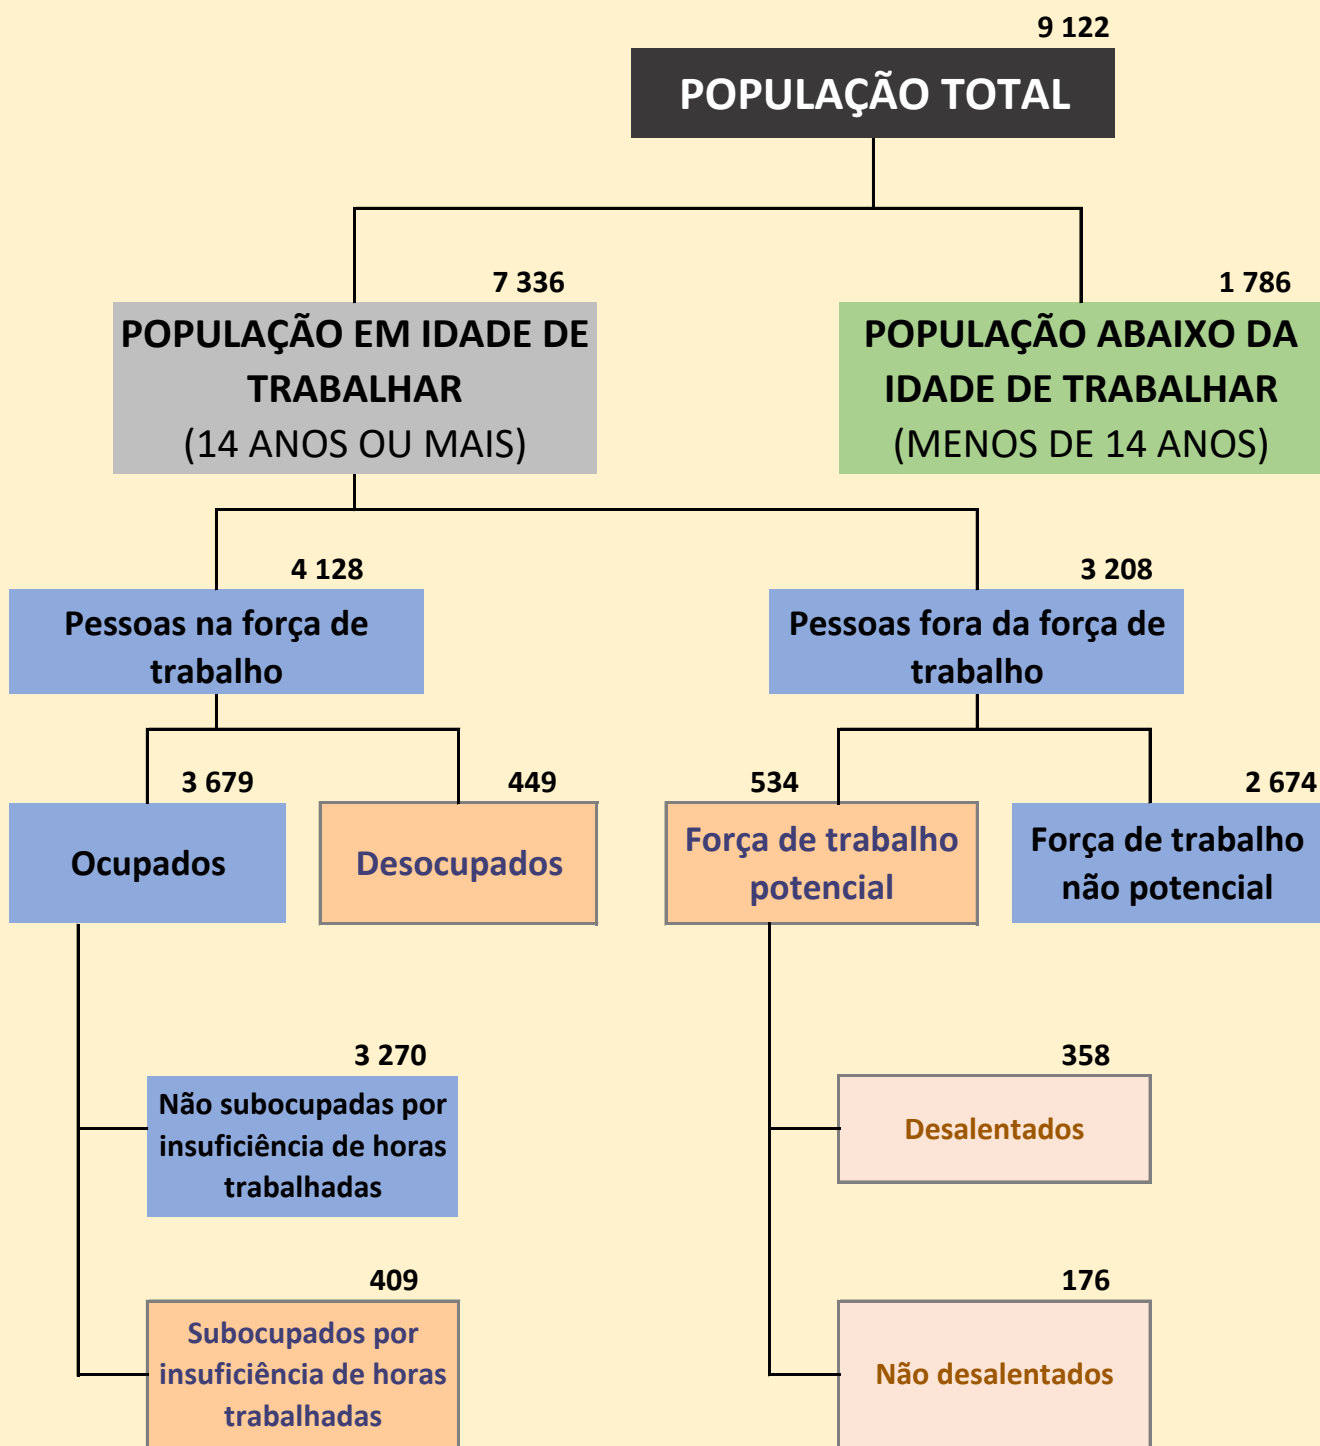 9 122
POPULAÇÃO TOTAL
7 336
POPULAÇÃO EM IDADE DE
TRABALHAR
(14 ANOS OU MAIS)
1 786
POPULAÇÃO ABAIXO DA
IDADE DE TRABALHAR
(MENOS DE 14 ANOS)
4 128
Pessoas na força de
trabalho
3 208
Pessoas fora da força de
trabalho
3 679
Ocupados
449
Desocupados
534
Força de trabalho
potencial
2 674
Força de trabalho
não potencial
3 270
Não subocupadas por
insuficiência de horas
trabalhadas
358
Desalentados
409
Subocupados por
insuficiência de horas
trabalhadas
176
Não desalentados